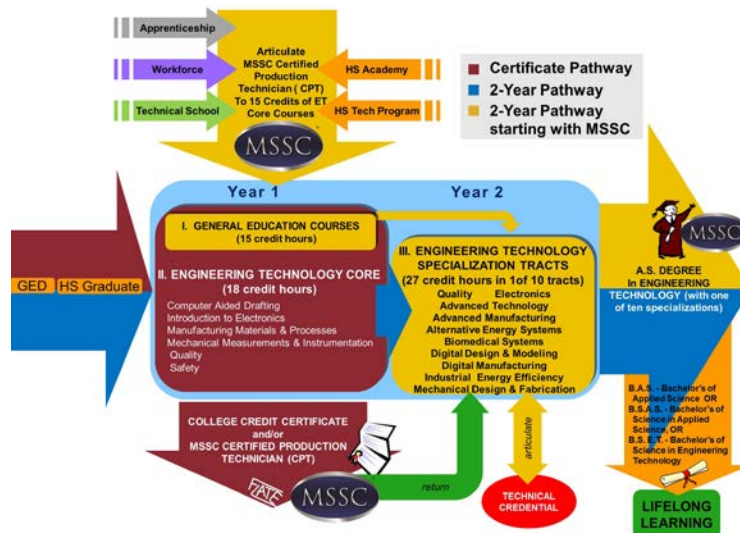 Apprenticeship
Workforce
Technical School
Articulate
MSSC Certified
Production
Technician ( CPT)
To 15 Credits of ET
Core Courses
HS Academy
HS Tech Program
MSSC
Certificate Pathway
2-Year Pathway
2-Year Pathway
starting with MSSC
Year 1
Year 2
GED
HS Graduate
I. GENERAL EDUCATION COURSES
(15 credit hours)
II. ENGINEERING TECHNOLOGY CORE
(18 credit hours)
Computer Aided Drafting
Introduction to Electronics
Manufacturing Materials & Processes
Mechanical Measurements & Instrumentation
Quality
Safety
III. ENGINEERING TECHNOLOGY
SPECIALIZATION TRACTS
(27 credit hours in 1of 10 tracts)
Quality Electronics
Advanced Technology
Advanced Manufacturing
Alternative Energy Systems
Biomedical Systems
Digital Design & Modeling
Digital Manufacturing
Industrial Energy Efficiency
Mechanical Design & Fabrication
MSSC
A.S. DEGREE
In ENGINEERING
TECHNOLOGY (with one
of ten specializations)
COLLEGE CREDIT CERTIFICATE
and/or
MSSC CERTIFIED PRODUCTION
TECHNICIAN (CPT)
FLATE
MSSC
return
articulate
TECHNICAL
CREDENTIAL
B.A.S. - Bachelor's of
Applied Science OR
B.S.A.S. - Bachelor's of
Science in Applied
Science, OR
B.S. E.T. - Bachelor's of
Science in Engineering
Technology
LIFELONG
LEARNING